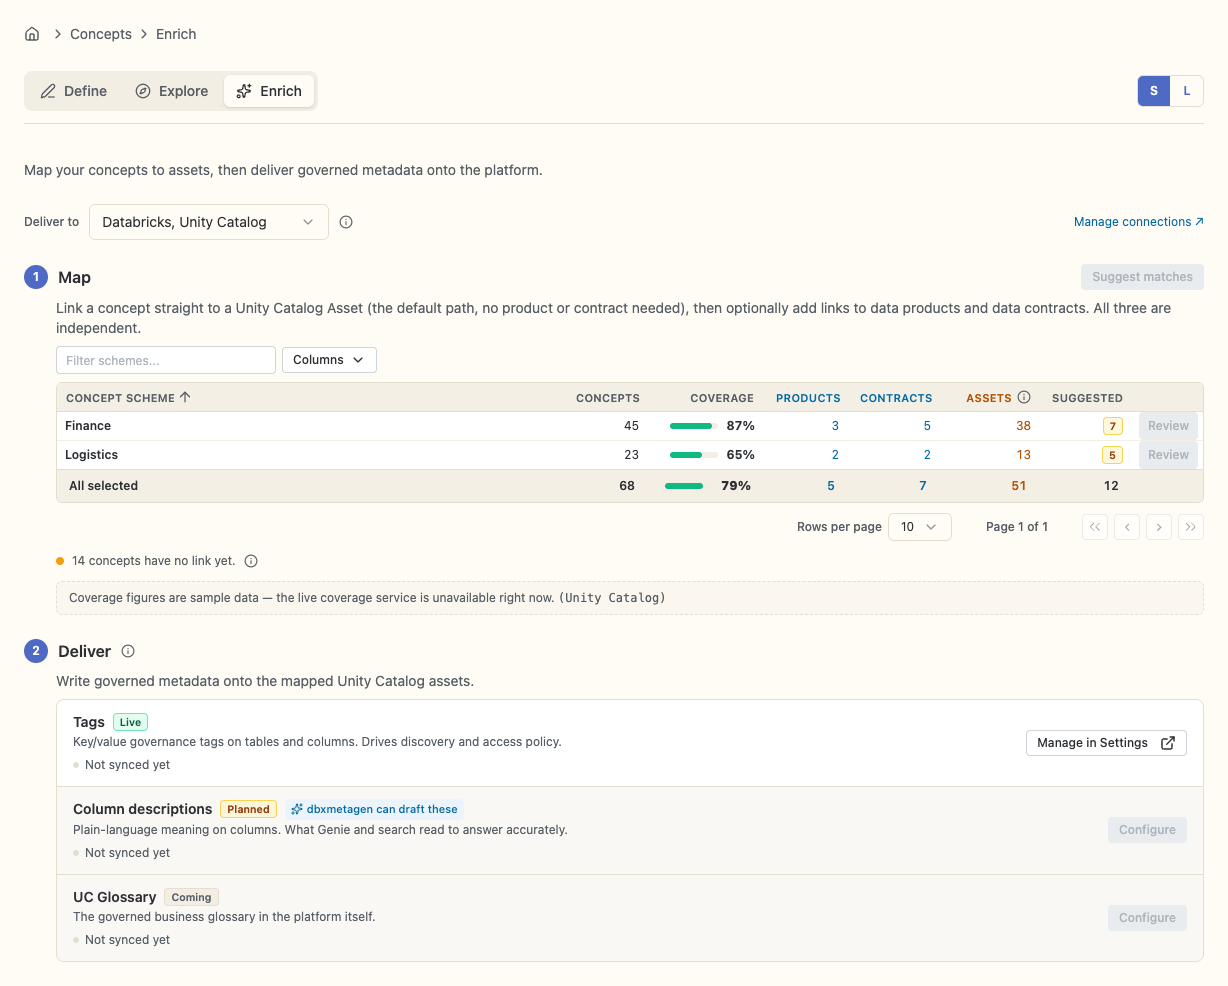 Concepts Enrich
Define Explore Enrich
S L
Map your concepts to assets, then deliver governed metadata onto the platform.
Deliver to Databricks, Unity Catalog
Manage connections
1 Map
Suggest matches
Link a concept straight to a Unity Catalog Asset (the default path, no product or contract needed), then optionally add links to data products and data contracts. All three are
independent.
Filter schemes... Columns
CONCEPT SCHEME CONCEPTS COVERAGE PRODUCTS CONTRACTS ASSETS SUGGESTED
Finance 45 87% 3 5 38 7 Review
Logistics 23 65% 2 2 13 5 Review
All selected 68 79% 5 7 51 12
Rows per page 10 Page 1 of 1
14 concepts have no link yet.
Coverage figures are sample data — the live coverage service is unavailable right now. (Unity Catalog)
2 Deliver
Write governed metadata onto the mapped Unity Catalog assets.
Tags Live
Key/value governance tags on tables and columns. Drives discovery and access policy.
Not synced yet
Manage in Settings
Column descriptions Planned dbxmetagen can draft these
Plain-language meaning on columns. What Genie and search read to answer accurately.
Not synced yet
Configure
UC Glossary Coming
The governed business glossary in the platform itself.
Not synced yet
Configure